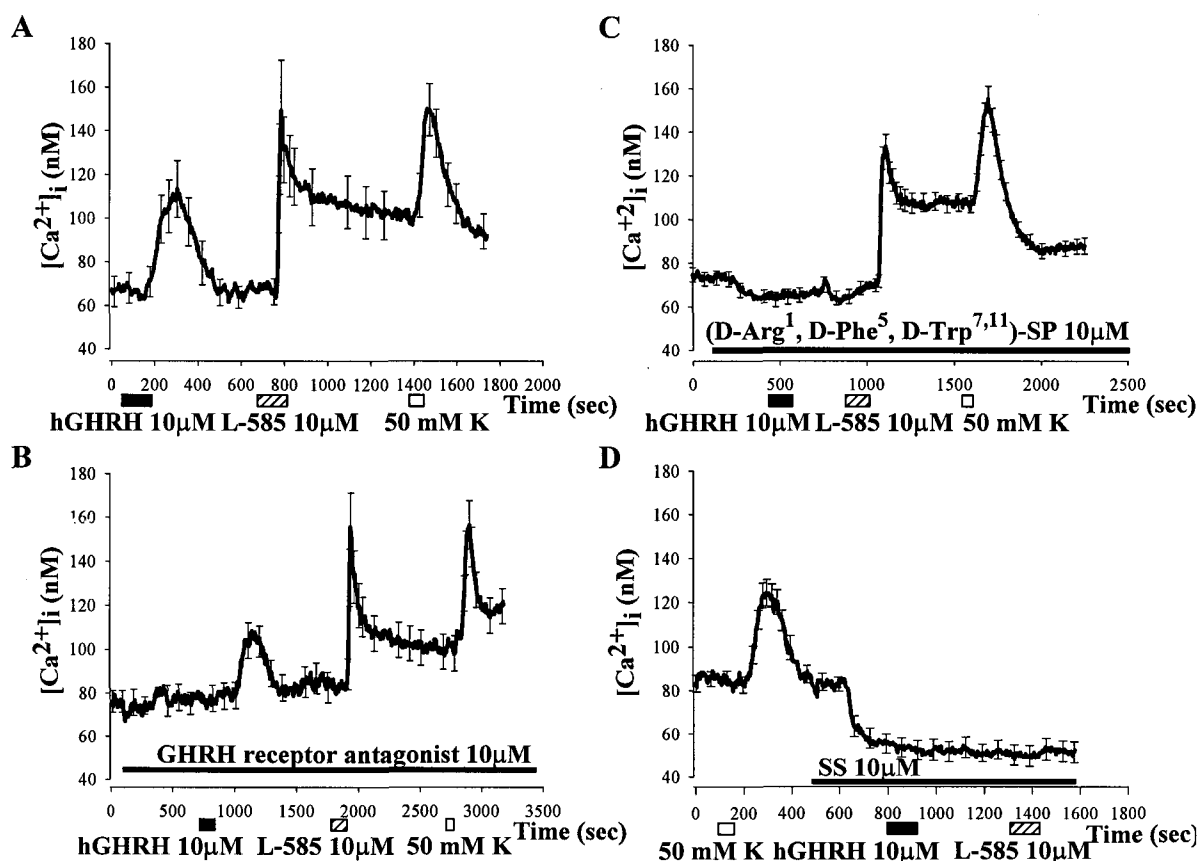 A
180
160
140
120
100
80
60
40
[Ca²⁺]i (nM)
0 200 400 600 800 1000 1200 1400 1600 1800 2000
Time (sec)
hGHRH 10μM L-585 10μM 50 mM K
B
180
160
140
120
100
80
60
40
[Ca²⁺]i (nM)
GHRH receptor antagonist 10μM
0 500 1000 1500 2000 2500 3000 3500
Time (sec)
hGHRH 10μM L-585 10μM 50 mM K
C
180
160
140
120
100
80
60
40
[Ca⁺²]i (nM)
(D-Arg¹, D-Phe⁵, D-Trp⁷,¹¹)-SP 10μM
0 500 1000 1500 2000 2500
Time (sec)
hGHRH 10μM L-585 10μM 50 mM K
D
180
160
140
120
100
80
60
40
[Ca²⁺]i (nM)
SS 10μM
0 200 400 600 800 1000 1200 1400 1600 1800
Time (sec)
50 mM K hGHRH 10μM L-585 10μM